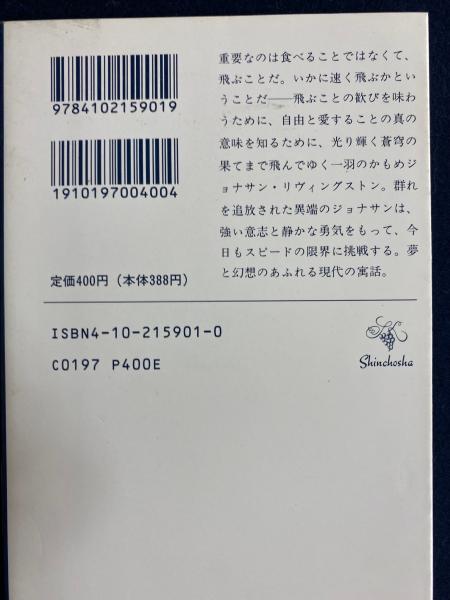 9784102159019
1910197004004
定価400円(本体388円)
重要なのは食べることではなくて、
飛ぶことだ。いかに速く飛ぶかとい
うことだ――飛ぶことの歓びを味わ
うために、自由と愛することの真の
意味を知るために、光り輝く蒼穹の
果てまで飛んでゆく一羽のかもめジ
ョナサン・リヴィングストン。群れ
を追放された異端のジョナサンは、
強い意志と静かな勇気をもって、今
日もスピードの限界に挑戦する。夢
と幻想のあふれる現代の寓話。
ISBN4-10-215901-0
C0197 P400E
Shinchosha